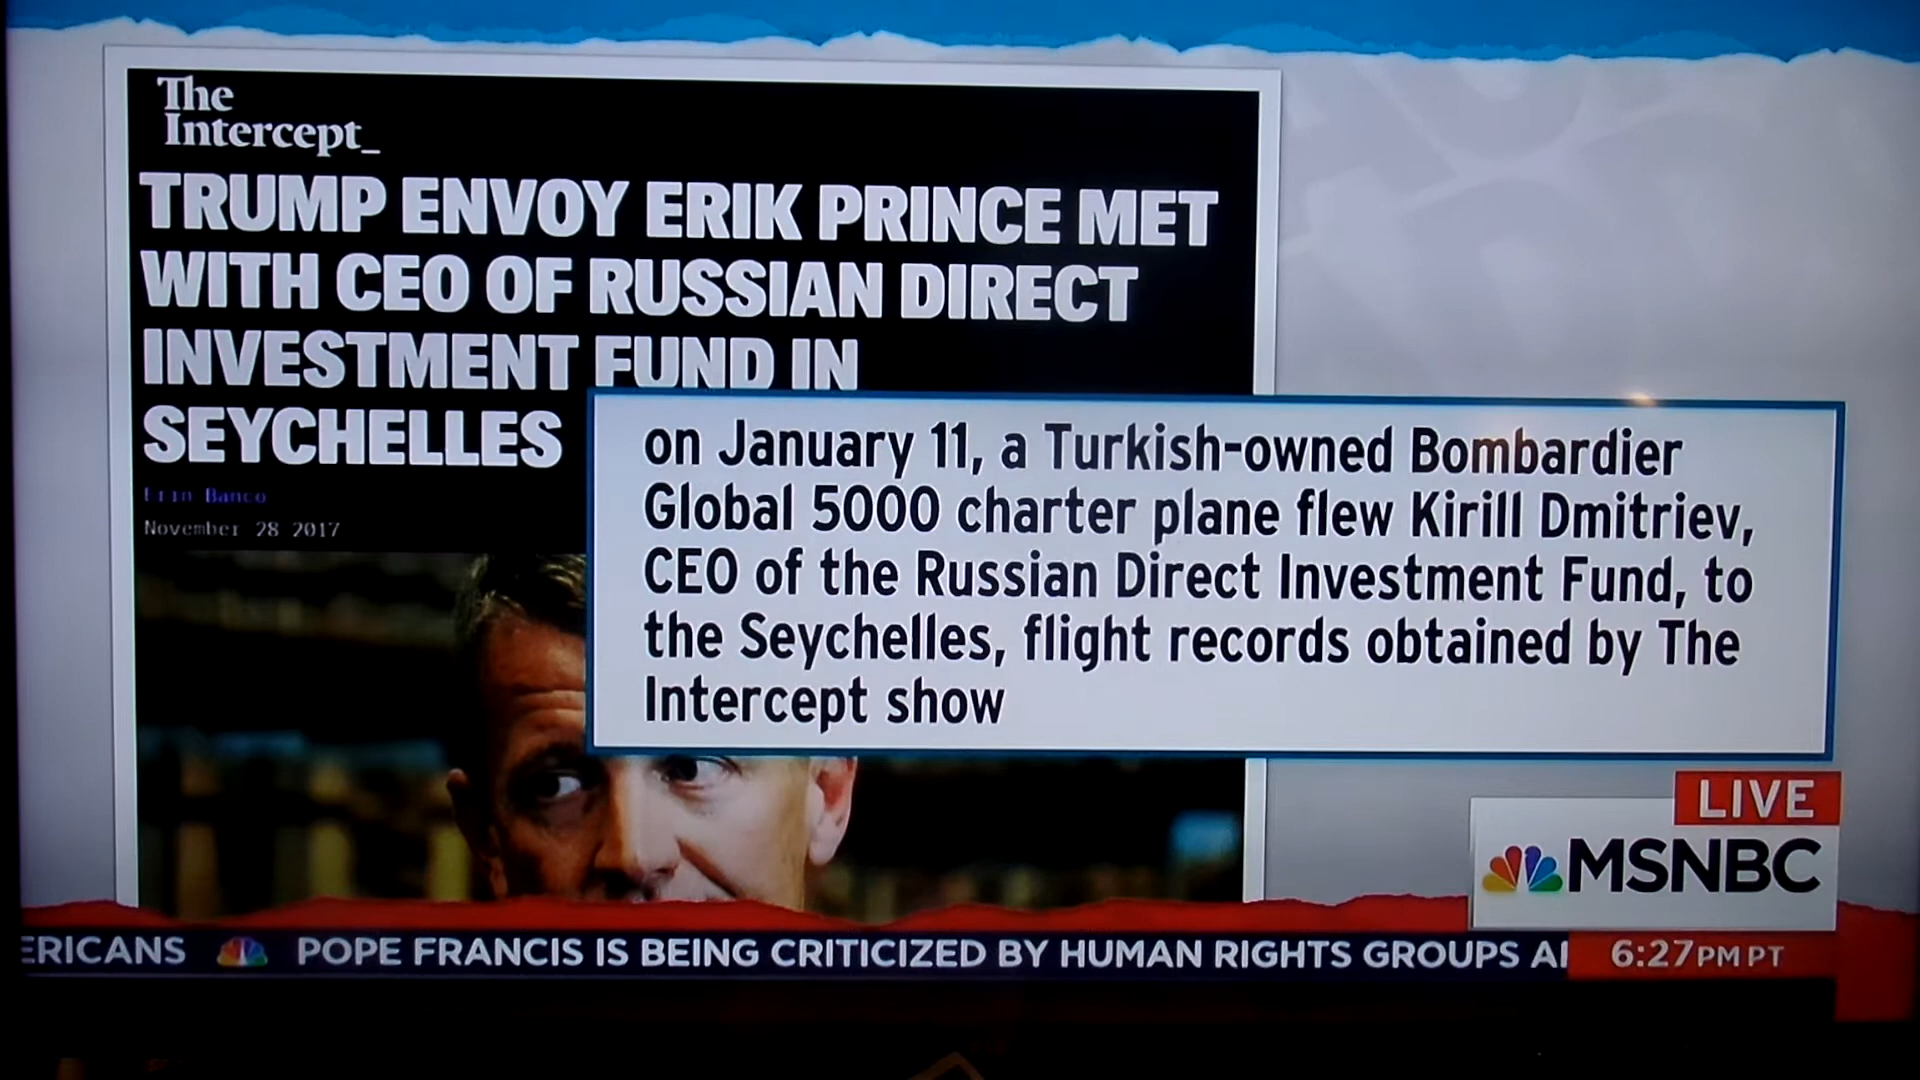 The
Intercept_
TRUMP ENVOY ERIK PRINCE MET
WITH CEO OF RUSSIAN DIRECT
INVESTMENT FUND IN
SEYCHELLES
Erin Banco
November 28 2017
on January 11, a Turkish-owned Bombardier
Global 5000 charter plane flew Kirill Dmitriev,
CEO of the Russian Direct Investment Fund, to
the Seychelles, flight records obtained by The
Intercept show
LIVE
MSNBC
ERICANS POPE FRANCIS IS BEING CRITICIZED BY HUMAN RIGHTS GROUPS 6:27PM PT